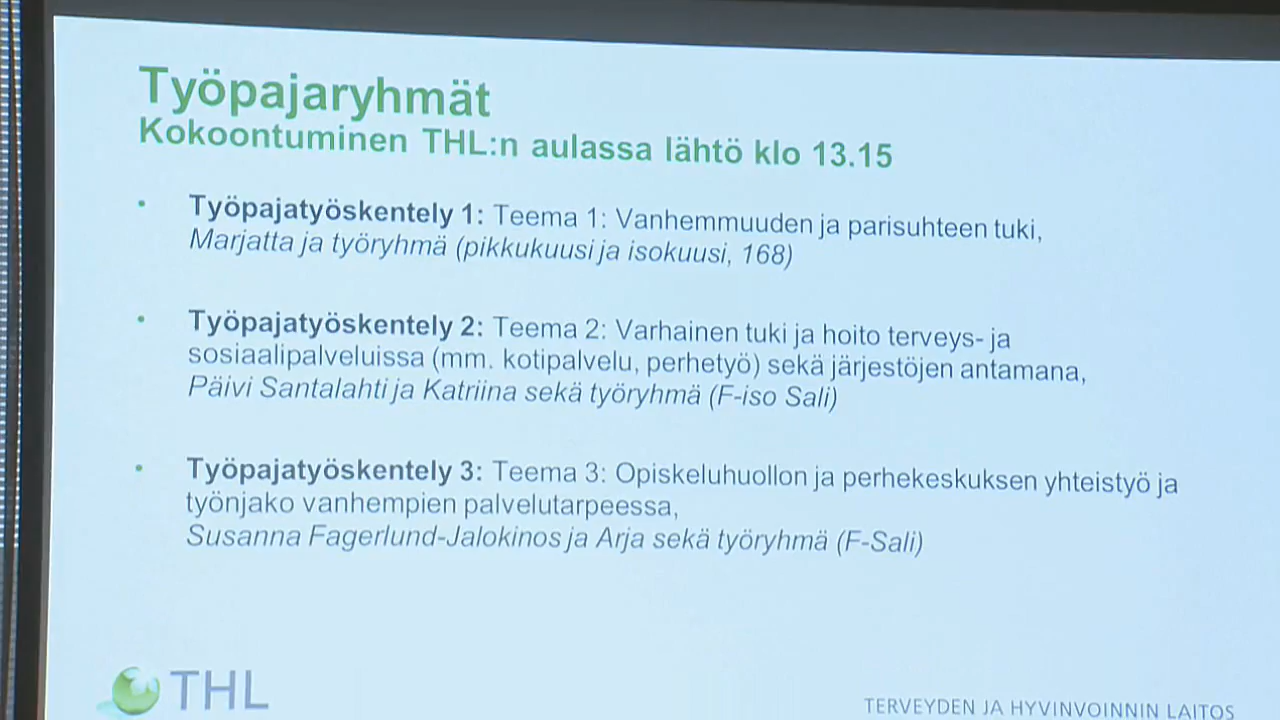 Työpajaryhmät
Kokoontuminen THL:n aulassa lähtö klo 13.15
• Työpajatyöskentely 1: Teema 1: Vanhemmuuden ja parisuhteen tuki,
Marjatta ja työryhmä (pikkukuusi ja isokuusi, 168)
• Työpajatyöskentely 2: Teema 2: Varhainen tuki ja hoito terveys- ja
sosiaalipalveluissa (mm. kotipalvelu, perhetyö) sekä järjestöjen antamana,
Päivi Santalahti ja Katriina sekä työryhmä (F-iso Sali)
• Työpajatyöskentely 3: Teema 3: Opiskeluhuollon ja perhekeskuksen yhteistyö ja
työnjako vanhempien palvelutarpeessa,
Susanna Fagerlund-Jalokinos ja Arja sekä työryhmä (F-Sali)
THL
TERVEYDEN JA HYVINVOINNIN LAITOS